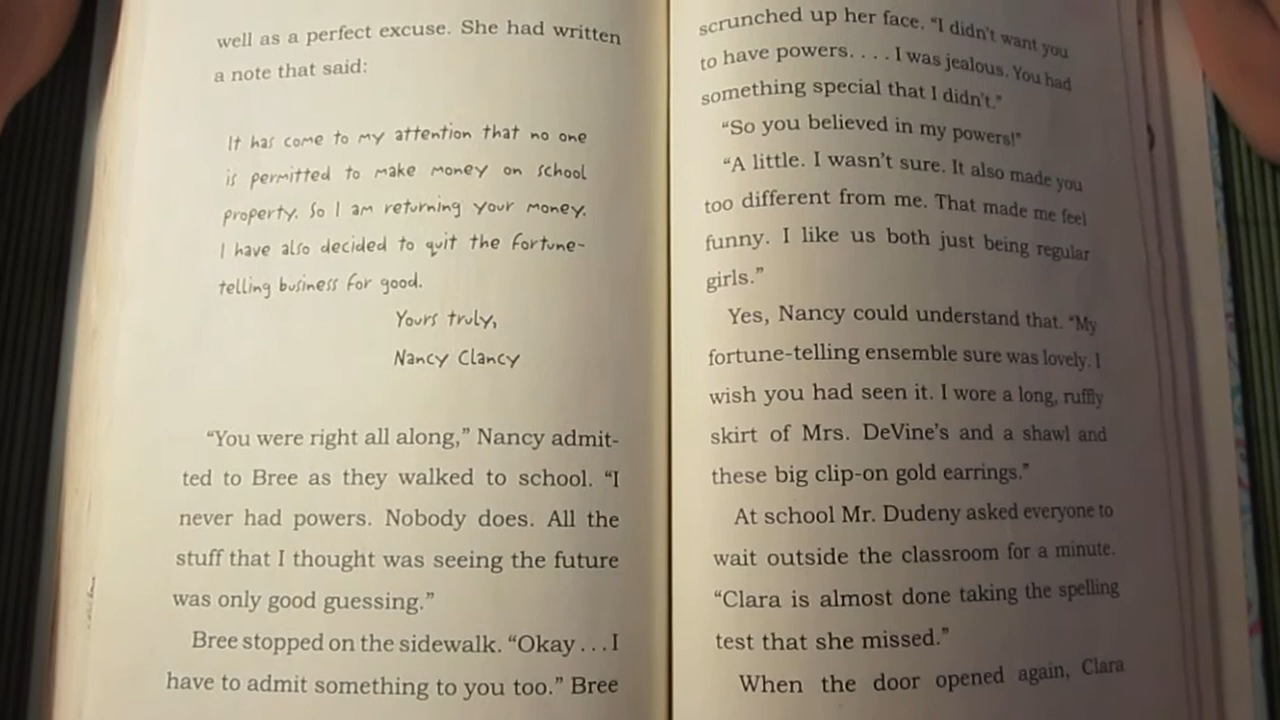 well as a perfect excuse. She had written
a note that said:
It has come to my attention that no one
is permitted to make money on school
property. So I am returning your money.
I have also decided to quit the fortune-
telling business for good.
Yours truly,
Nancy Clancy
“You were right all along,” Nancy admit-
ted to Bree as they walked to school. “I
never had powers. Nobody does. All the
stuff that I thought was seeing the future
was only good guessing.”
Bree stopped on the sidewalk. “Okay . . . I
have to admit something to you too.” Bree
scrunched up her face. “I didn’t want you
to have powers. . . . I was jealous. You had
something special that I didn’t.”
“So you believed in my powers!”
“A little. I wasn’t sure. It also made you
too different from me. That made me feel
funny. I like us both just being regular
girls.”
Yes, Nancy could understand that. “My
fortune-telling ensemble sure was lovely. I
wish you had seen it. I wore a long, ruffly
skirt of Mrs. DeVine’s and a shawl and
these big clip-on gold earrings.”
At school Mr. Dudeny asked everyone to
wait outside the classroom for a minute.
“Clara is almost done taking the spelling
test that she missed.”
When the door opened again, Clara